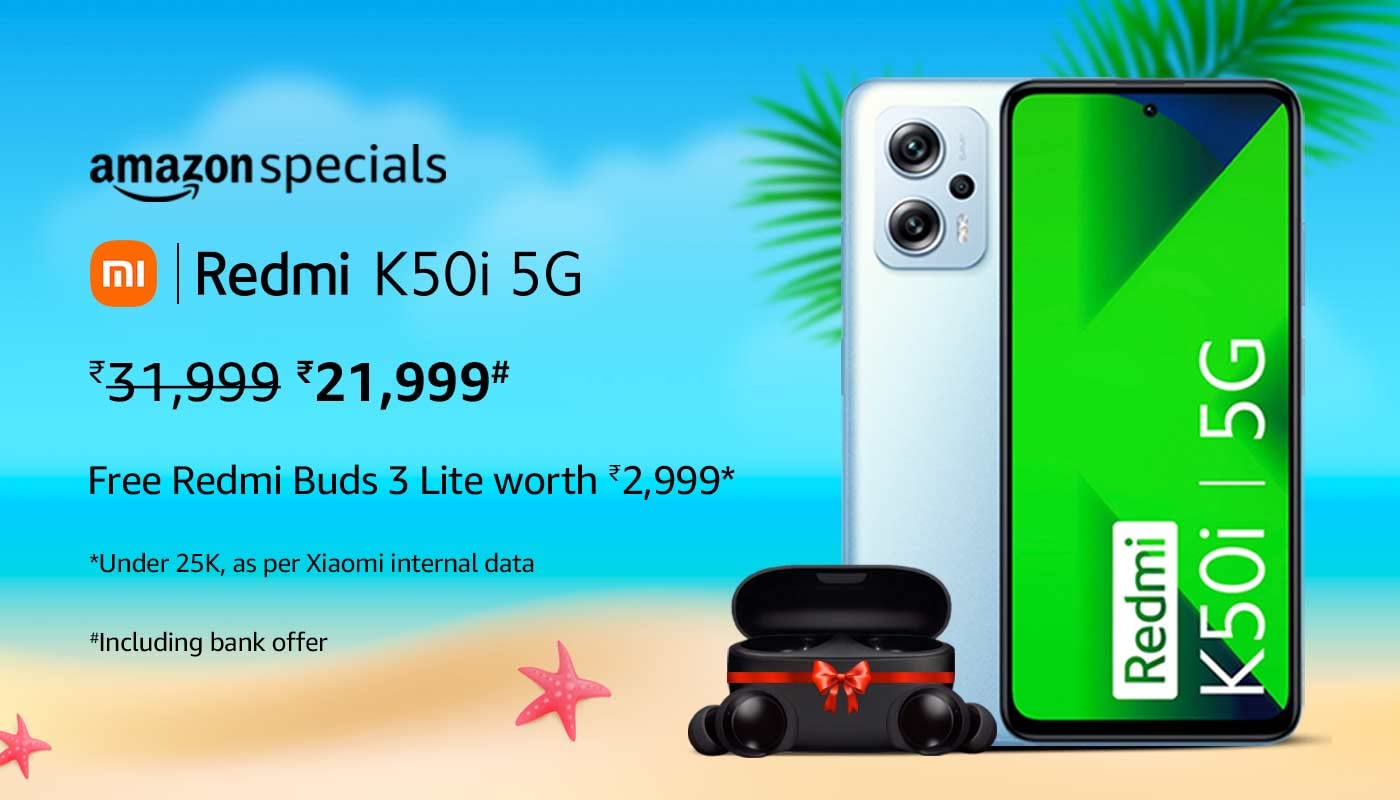 amazon specials
mi | Redmi K50i 5G
₹31,999 ₹21,999#
Free Redmi Buds 3 Lite worth ₹2,999*
*Under 25K, as per Xiaomi internal data
#Including bank offer
Redmi
K50i | 5G